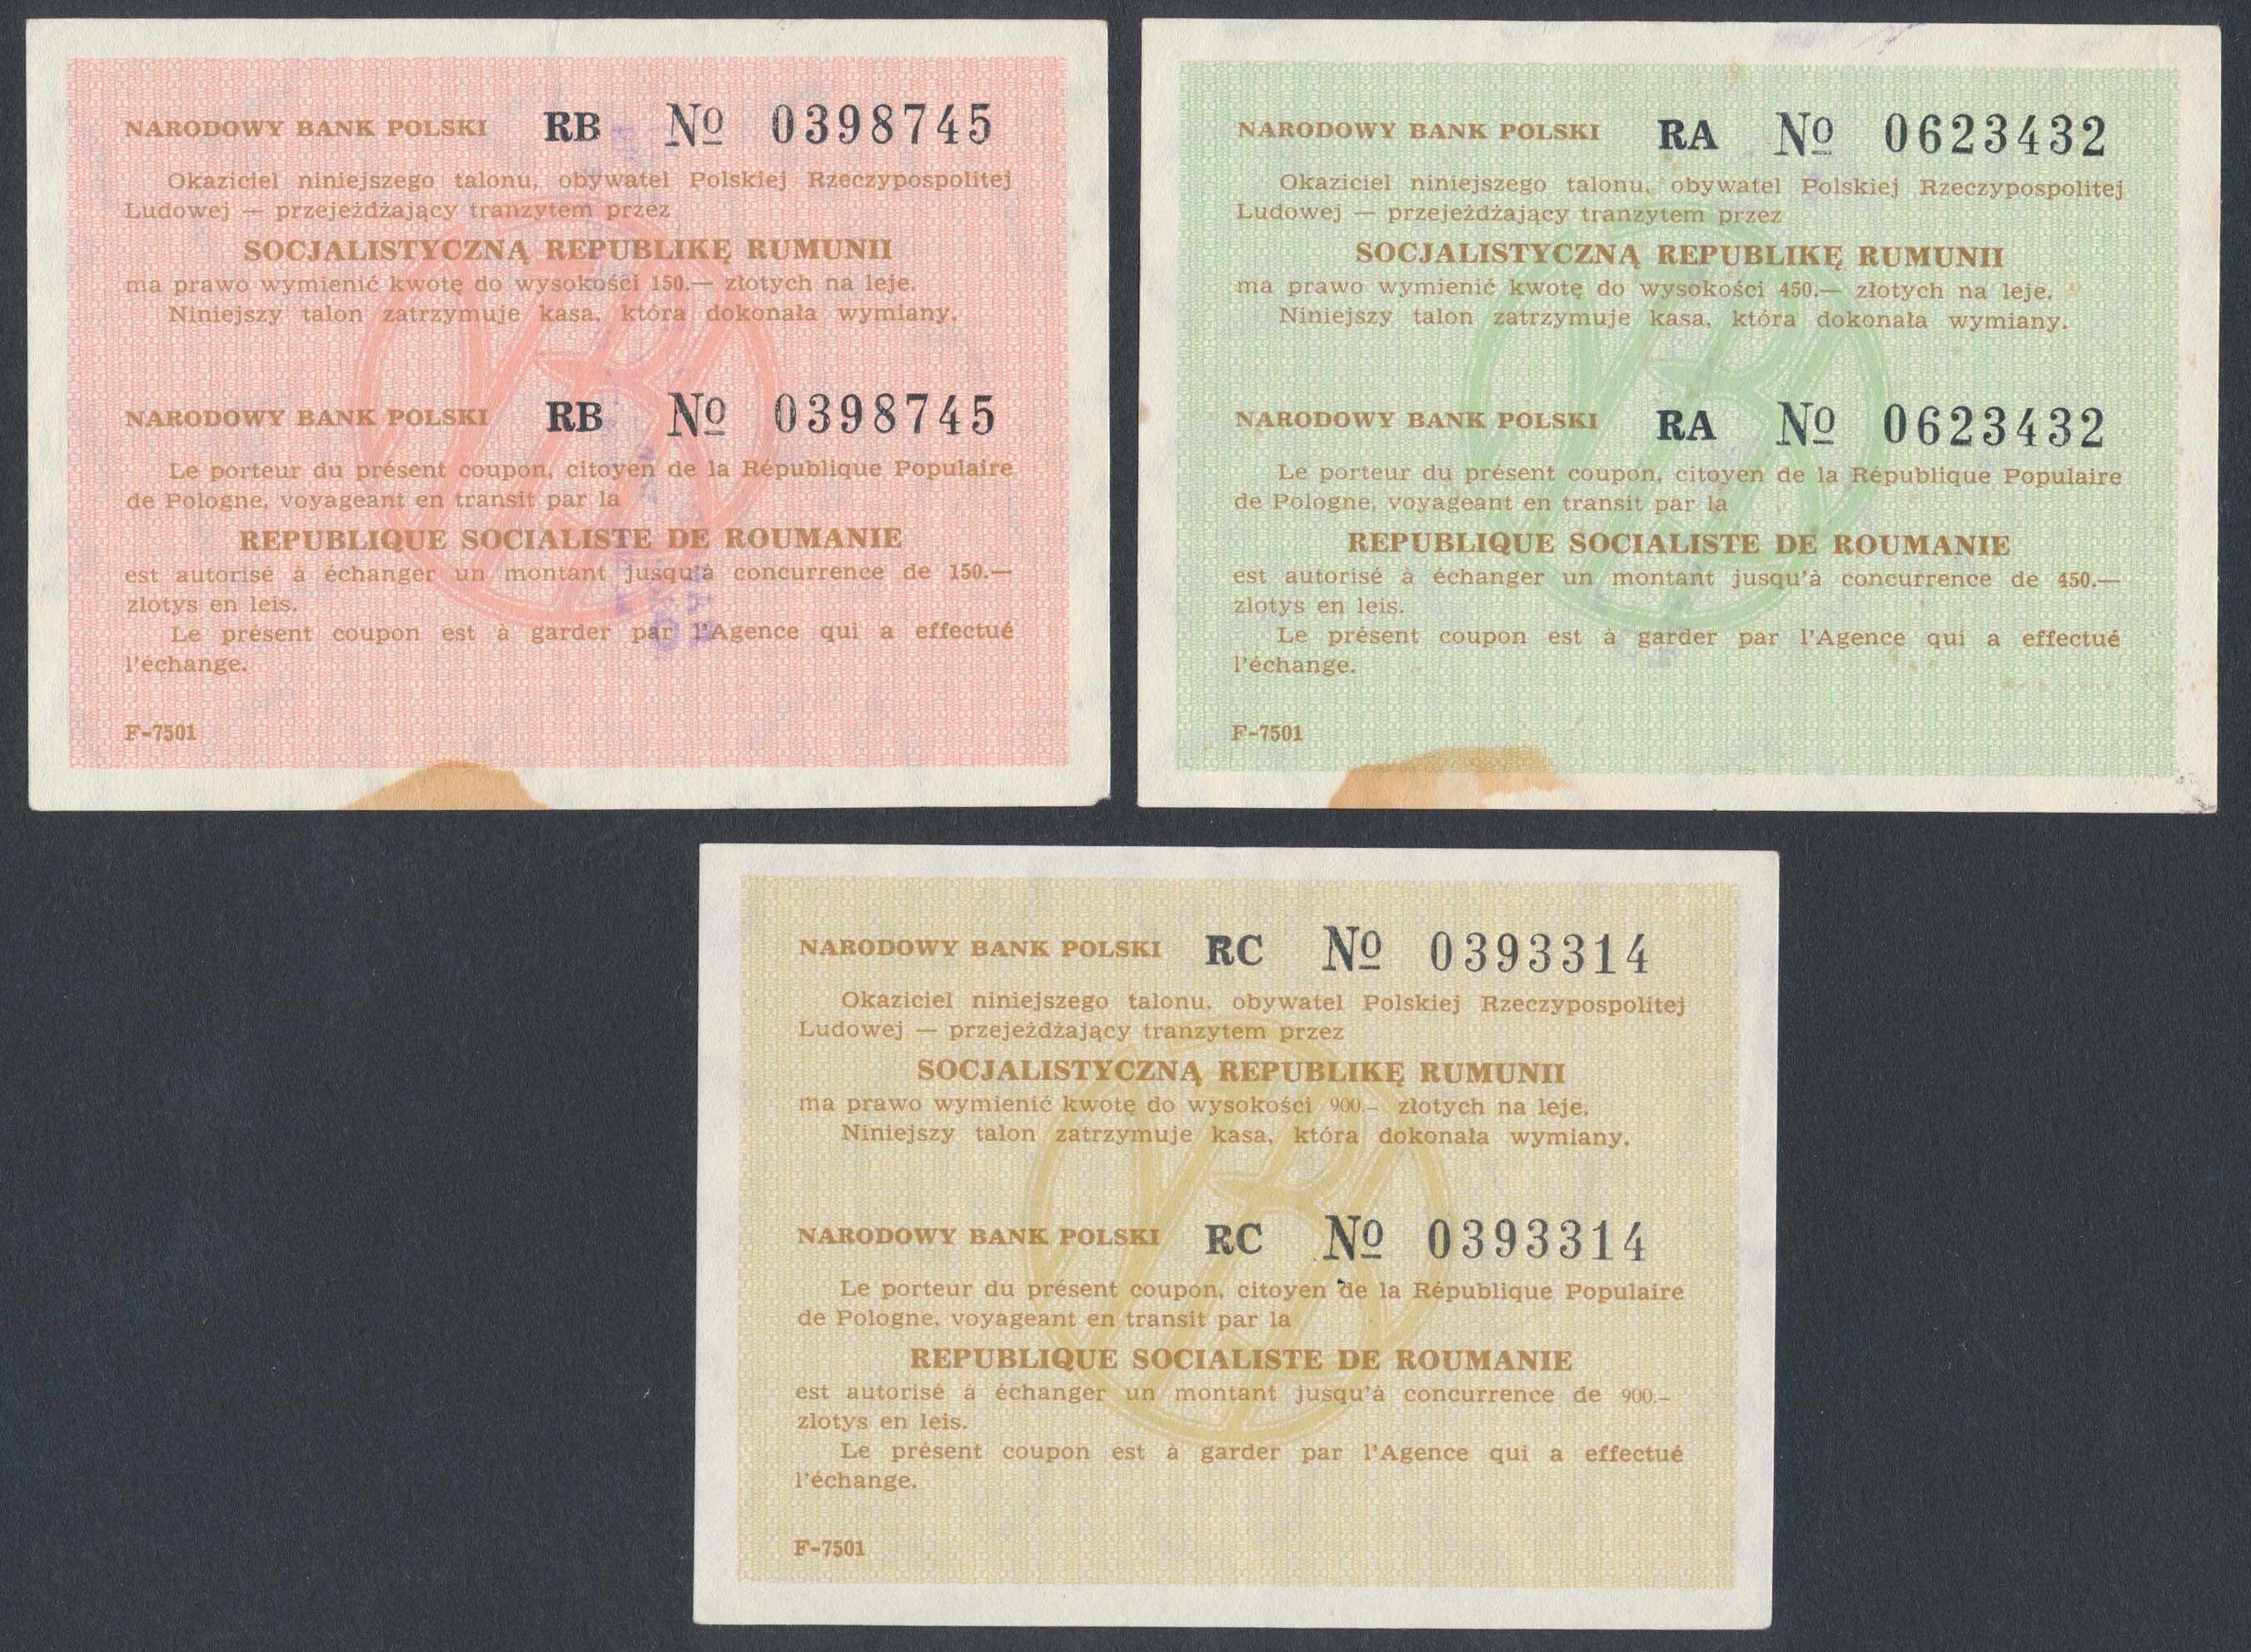 NARODOWY BANK POLSKI RB № 0398745
Okaziciel niniejszego talonu, obywatel Polskiej Rzeczypospolitej
Ludowej — przejeżdżający tranzytem przez
SOCJALISTYCZNĄ REPUBLIKĘ RUMUNII
ma prawo wymienić kwotę do wysokości 150.— złotych na leje.
Niniejszy talon zatrzymuje kasa, która dokonała wymiany.
NARODOWY BANK POLSKI RB № 0398745
Le porteur du présent coupon, citoyen de la République Populaire
de Pologne, voyageant en transit par la
REPUBLIQUE SOCIALISTE DE ROUMANIE
est autorisé à échanger un montant jusqu'à concurrence de 150.—
zlotys en leis.
Le présent coupon est à garder par l'Agence qui a effectué
l'échange.
F-7501
NARODOWY BANK POLSKI RA № 0623432
Okaziciel niniejszego talonu, obywatel Polskiej Rzeczypospolitej
Ludowej — przejeżdżający tranzytem przez
SOCJALISTYCZNĄ REPUBLIKĘ RUMUNII
ma prawo wymienić kwotę do wysokości 450.— złotych na leje.
Niniejszy talon zatrzymuje kasa, która dokonała wymiany.
NARODOWY BANK POLSKI RA № 0623432
Le porteur du présent coupon, citoyen de la République Populaire
de Pologne, voyageant en transit par la
REPUBLIQUE SOCIALISTE DE ROUMANIE
est autorisé à échanger un montant jusqu'à concurrence de 450.—
zlotys en leis.
Le présent coupon est à garder par l'Agence qui a effectué
l'échange.
F-7501
NARODOWY BANK POLSKI RC № 0393314
Okaziciel niniejszego talonu, obywatel Polskiej Rzeczypospolitej
Ludowej — przejeżdżający tranzytem przez
SOCJALISTYCZNĄ REPUBLIKĘ RUMUNII
ma prawo wymienić kwotę do wysokości 900.- złotych na leje.
Niniejszy talon zatrzymuje kasa, która dokonała wymiany.
NARODOWY BANK POLSKI RC № 0393314
Le porteur du présent coupon, citoyen de la République Populaire
de Pologne, voyageant en transit par la
REPUBLIQUE SOCIALISTE DE ROUMANIE
est autorisé à échanger un montant jusqu'à concurrence de 900.-
zlotys en leis.
Le présent coupon est à garder par l'Agence qui a effectué
l'échange.
F-7501